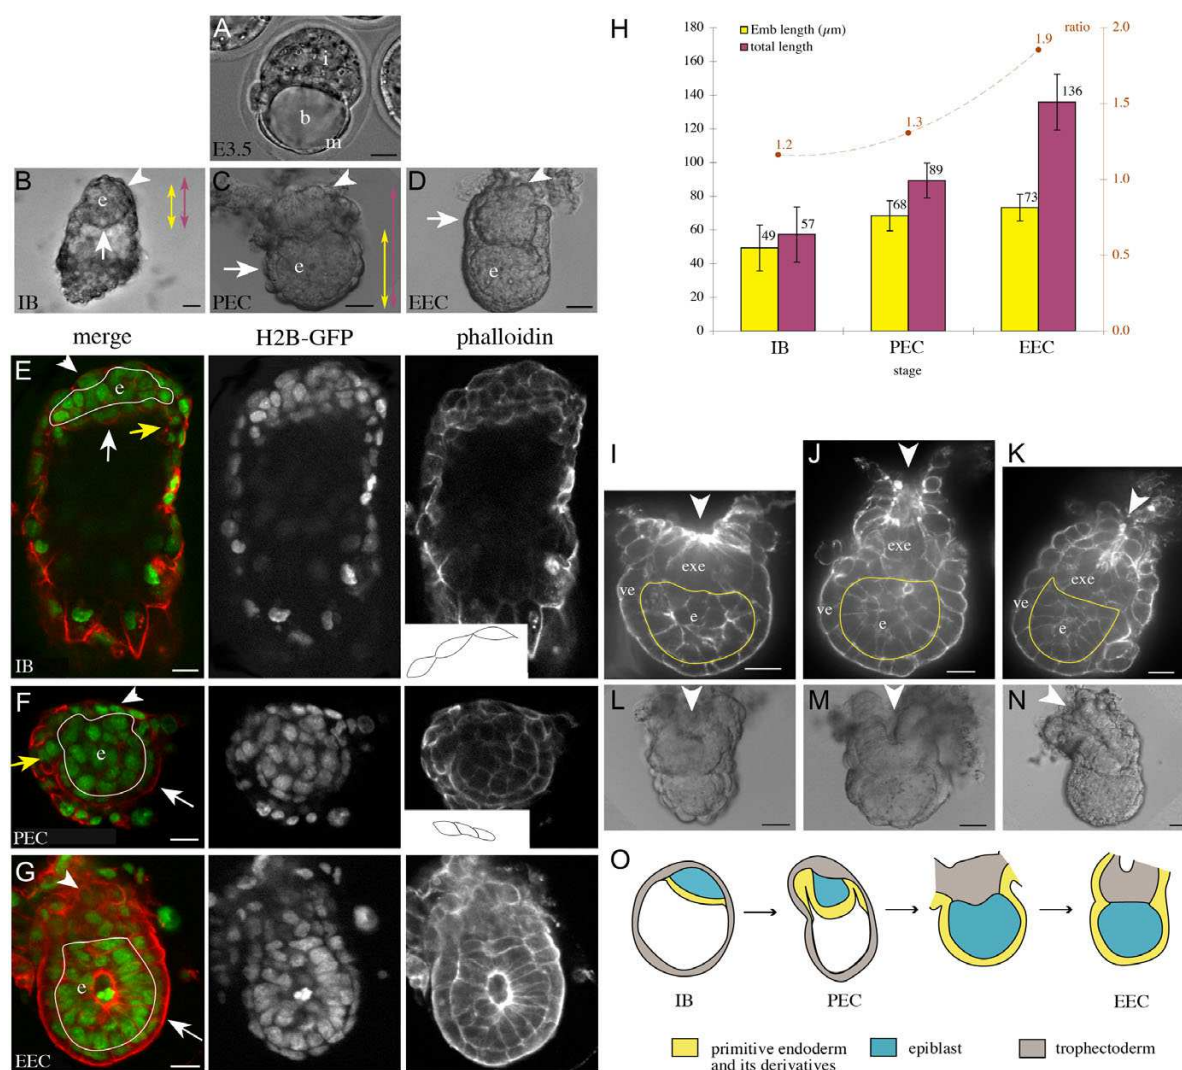 A
i
b
m
E3.5
B
e
IB
C
e
PEC
D
e
EEC
merge
H2B-GFP
phalloidin
E
e
IB
F
e
PEC
G
e
EEC
H
Emb length (µm)
total length
ratio
180
160
140
120
100
80
60
40
20
0
2.0
1.5
1.0
0.5
0.0
1.2
1.3
1.9
49
57
68
89
73
136
IB
PEC
EEC
stage
I
exe
ve
e
J
exe
ve
e
K
exe
ve
e
L
M
N
O
IB
PEC
EEC
primitive endoderm
and its derivatives
epiblast
trophectoderm